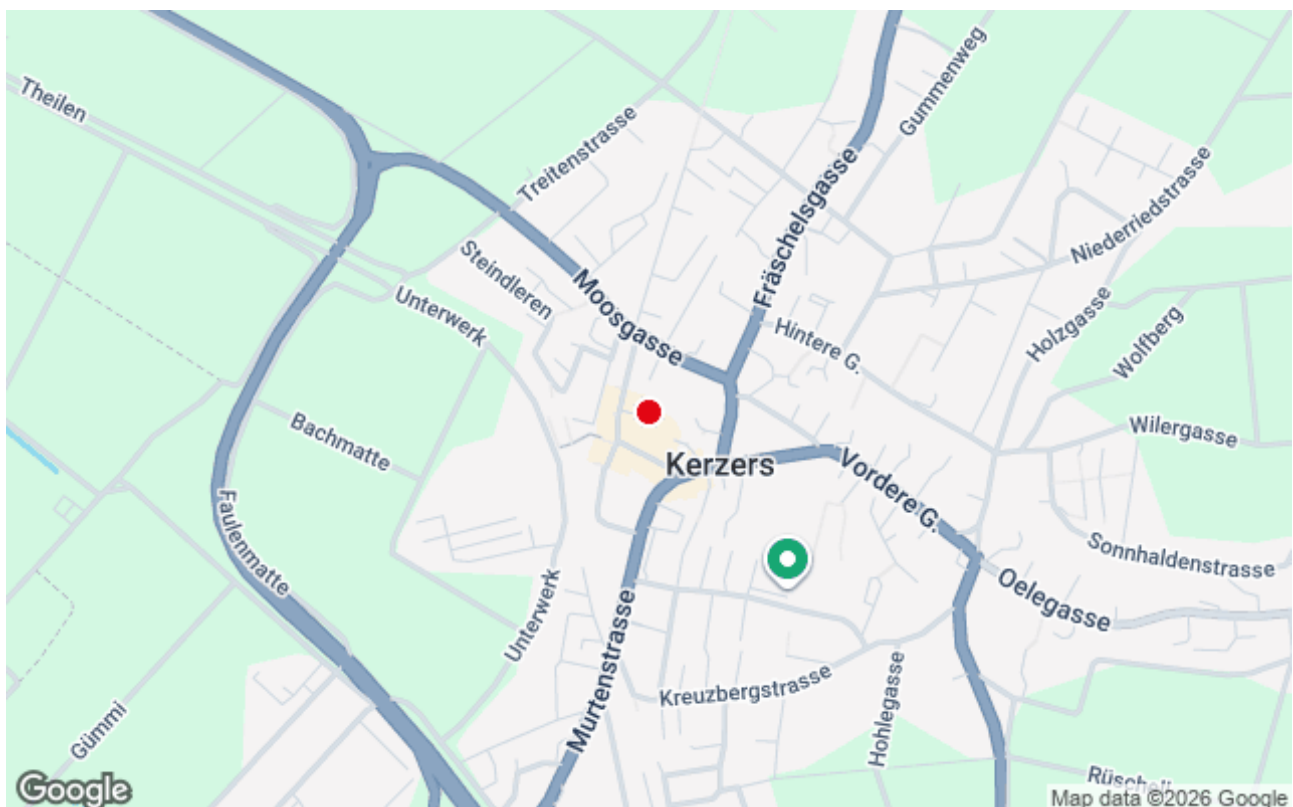 Theilen
Treitenstrasse
Gummenweg
Fräschelsgasse
Niederriedstrasse
Steindleren
Unterwerk
Moosgasse
Hintere G.
Holzgasse
Wolfberg
Bachmatte
Wilergasse
Kerzers
Vordere G.
Faulenmatte
Sonnhaldenstrasse
Oelegasse
Unterwerk
Murtenstrasse
Kreuzbergstrasse
Hohlegasse
Gümmi
Rüscheli
Google
Map data ©2026 Google